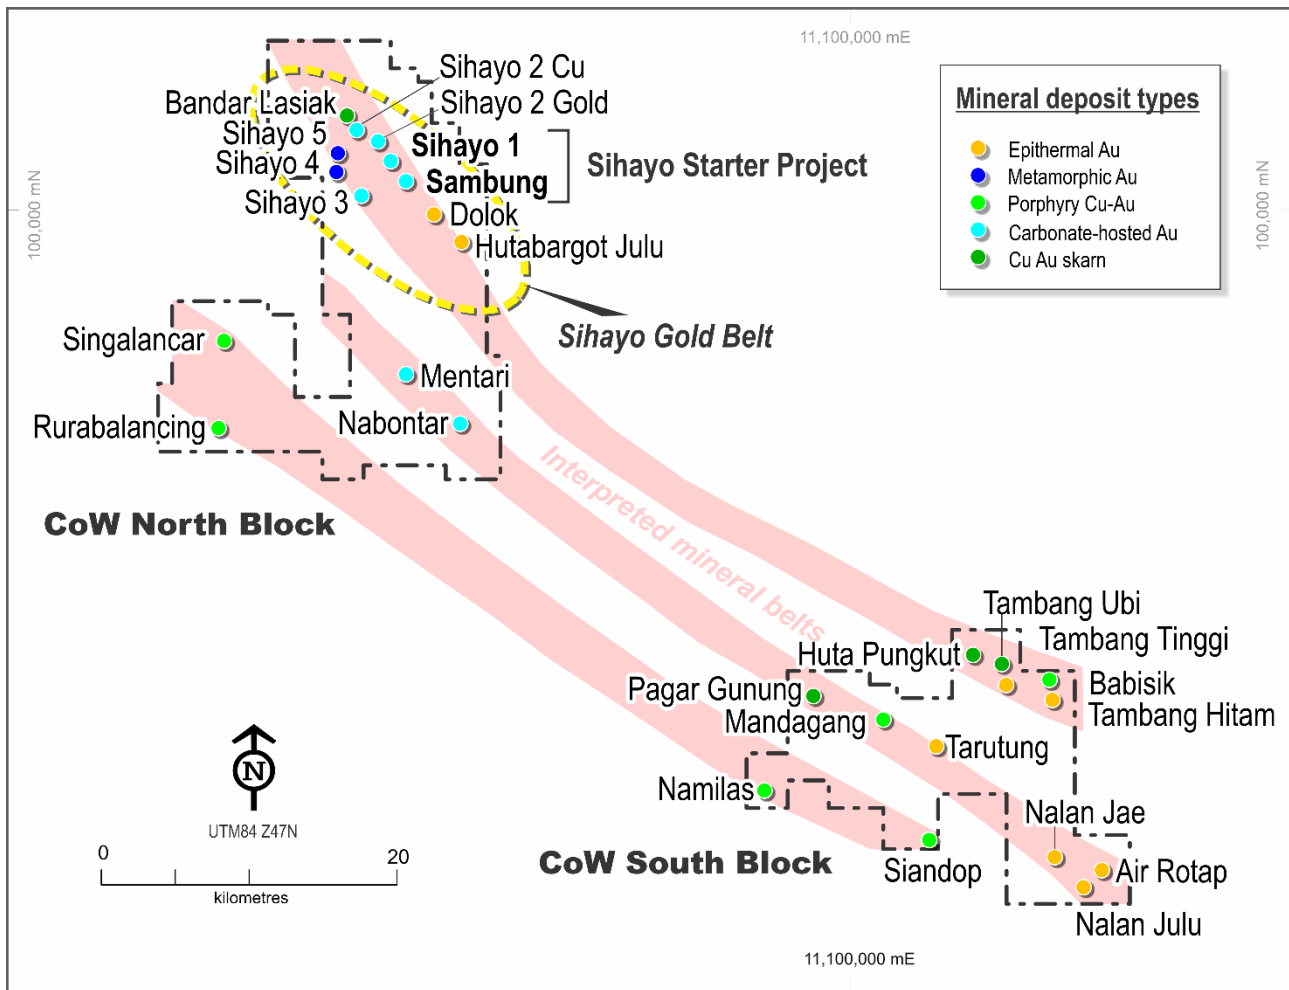 11,100,000 mE
Mineral deposit types
Epithermal Au
Metamorphic Au
Porphyry Cu-Au
Carbonate-hosted Au
Cu Au skarn
Sihayo 2 Cu
Sihayo 2 Gold
Bandar Lasiak
Sihayo 5
Sihayo 1
Sihayo 4
Sambung
Sihayo Starter Project
Sihayo 3
Dolok
Hutabargot Julu
100,000 mN
100,000 mN
Sihayo Gold Belt
Singalancar
Mentari
Rurabalancing
Nabontar
Interpreted mineral belts
CoW North Block
Tambang Ubi
Tambang Tinggi
Huta Pungkut
Babisik
Pagar Gunung
Tambang Hitam
Mandagang
Tarutung
Namilas
Nalan Jae
CoW South Block
Siandop
Air Rotap
Nalan Julu
N
UTM84 Z47N
0 20
kilometres
11,100,000 mE